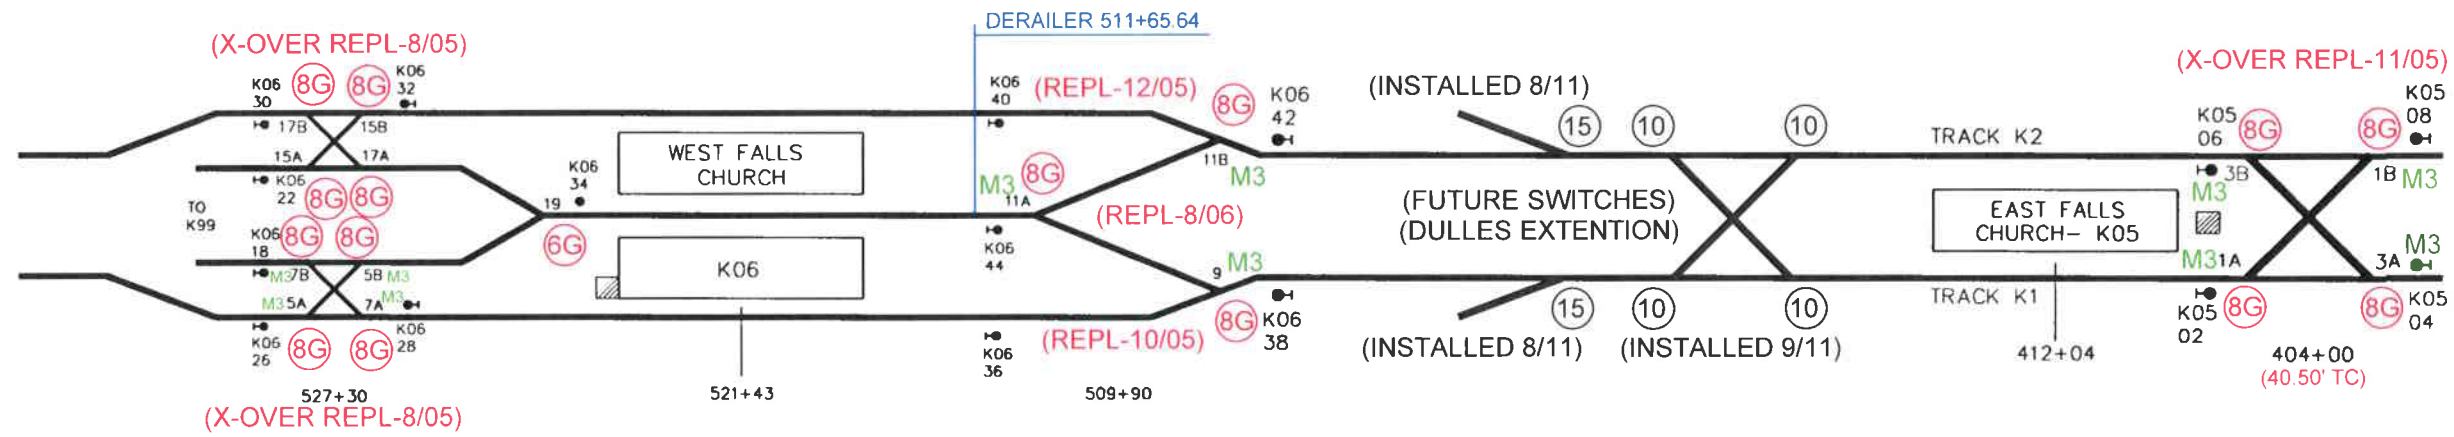 DERAILER 511+65.64
(X-OVER REPL-8/05)
(X-OVER REPL-11/05)
8G
8G
K06
30
K06
32
17B
15B
15A
17A
K06
22
8G
8G
TO
K99
K06
18
8G
8G
M3
7B
5B
M3
M3
5A
7A
M3
K06
26
8G
8G
K06
28
527+30
(X-OVER REPL-8/05)
19
K06
34
6G
WEST FALLS
CHURCH
K06
521+43
K06
40
(REPL-12/05)
8G
K06
42
M3
8G
11A
11B
M3
(REPL-8/06)
K06
44
9
M3
K06
36
(REPL-10/05)
8G
K06
38
509+90
(INSTALLED 8/11)
15
10
10
(FUTURE SWITCHES)
(DULLES EXTENTION)
15
10
10
(INSTALLED 8/11)
(INSTALLED 9/11)
TRACK K2
EAST FALLS
CHURCH- K05
TRACK K1
412+04
K05
06
8G
8G
K05
08
3B
M3
1B
M3
M3
1A
3A
M3
K05
02
8G
8G
K05
04
404+00
(40.50' TC)